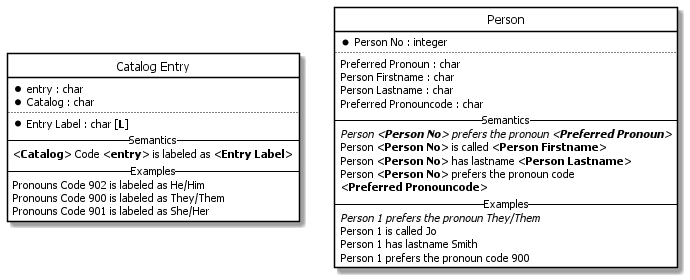 Catalog Entry
● entry : char
● Catalog : char
● Entry Label : char [L]
Semantics
<Catalog> Code <entry> is labeled as <Entry Label>
Examples
Pronouns Code 902 is labeled as He/Him
Pronouns Code 900 is labeled as They/Them
Pronouns Code 901 is labeled as She/Her
Person
● Person No : integer
Preferred Pronoun : char
Person Firstname : char
Person Lastname : char
Preferred Pronouncode : char
Semantics
Person <Person No> prefers the pronoun <Preferred Pronoun>
Person <Person No> is called <Person Firstname>
Person <Person No> has lastname <Person Lastname>
Person <Person No> prefers the pronoun code
<Preferred Pronouncode>
Examples
Person 1 prefers the pronoun They/Them
Person 1 is called Jo
Person 1 has lastname Smith
Person 1 prefers the pronoun code 900